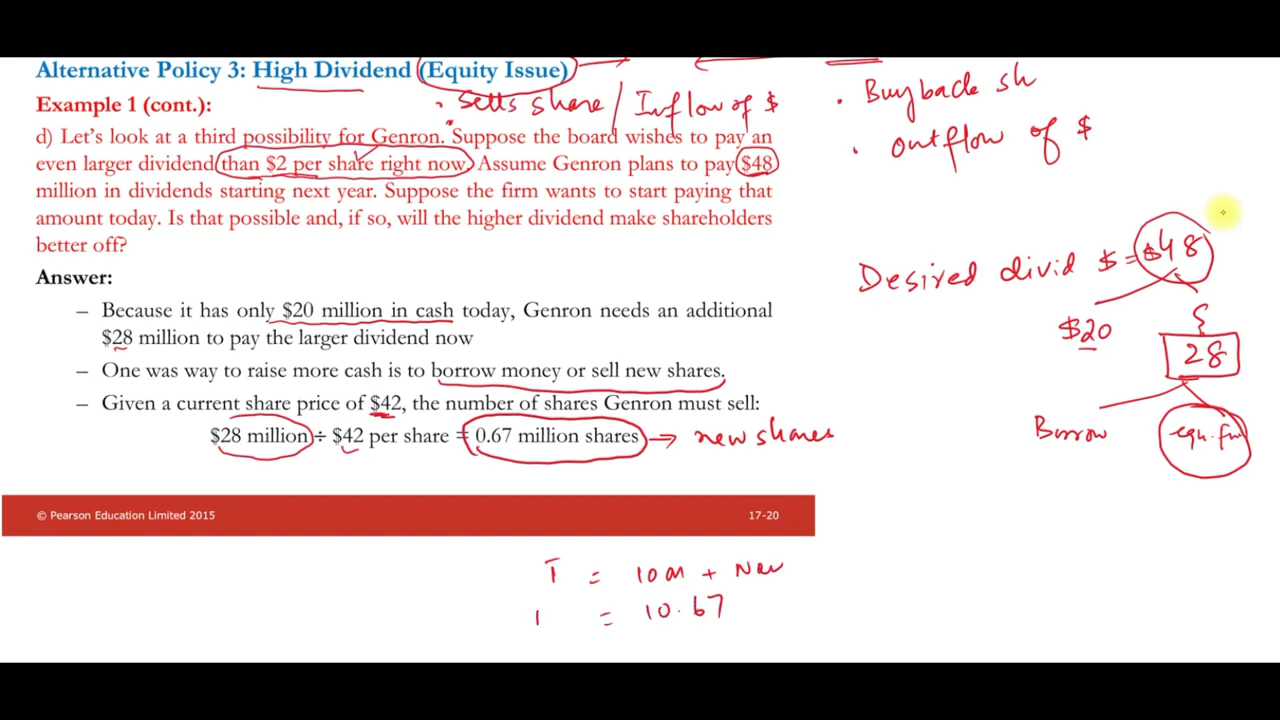 Alternative Policy 3: High Dividend (Equity Issue)
Example 1 (cont.):
• sells share / Inflow of $
• Buyback sh
• outflow of $
d) Let's look at a third possibility for Genron. Suppose the board wishes to pay an
even larger dividend than $2 per share right now. Assume Genron plans to pay $48
million in dividends starting next year. Suppose the firm wants to start paying that
amount today. Is that possible and, if so, will the higher dividend make shareholders
better off?
Answer:
– Because it has only $20 million in cash today, Genron needs an additional
$28 million to pay the larger dividend now
– One was way to raise more cash is to borrow money or sell new shares.
– Given a current share price of $42, the number of shares Genron must sell:
$28 million ÷ $42 per share = 0.67 million shares → new shares
Desired divid $ = $48
$20
28
Borrow
equ. fw
© Pearson Education Limited 2015
17-20
T = 10m + New
= 10.67